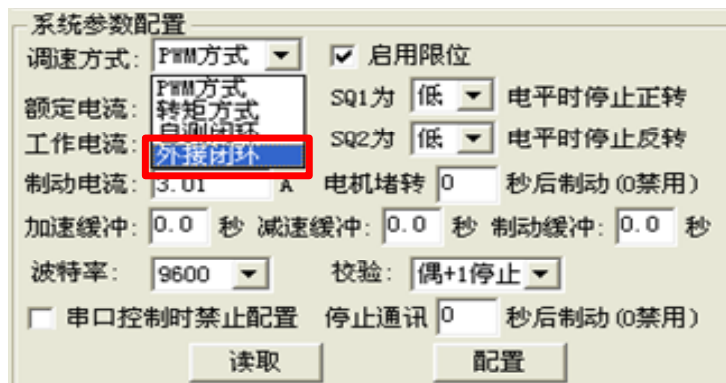 系统参数配置
调速方式: PWM方式 启用限位
PWM方式
转矩方式
自测闭环
外接闭环
额定电流: SQ1为 低 电平时停止正转
工作电流: SQ2为 低 电平时停止反转
制动电流: 3.01 A 电机堵转 0 秒后制动(0禁用)
加速缓冲: 0.0 秒 减速缓冲: 0.0 秒 制动缓冲: 0.0 秒
波特率: 9600 校验: 偶+1停止
串口控制时禁止配置 停止通讯 0 秒后制动(0禁用)
读取 配置